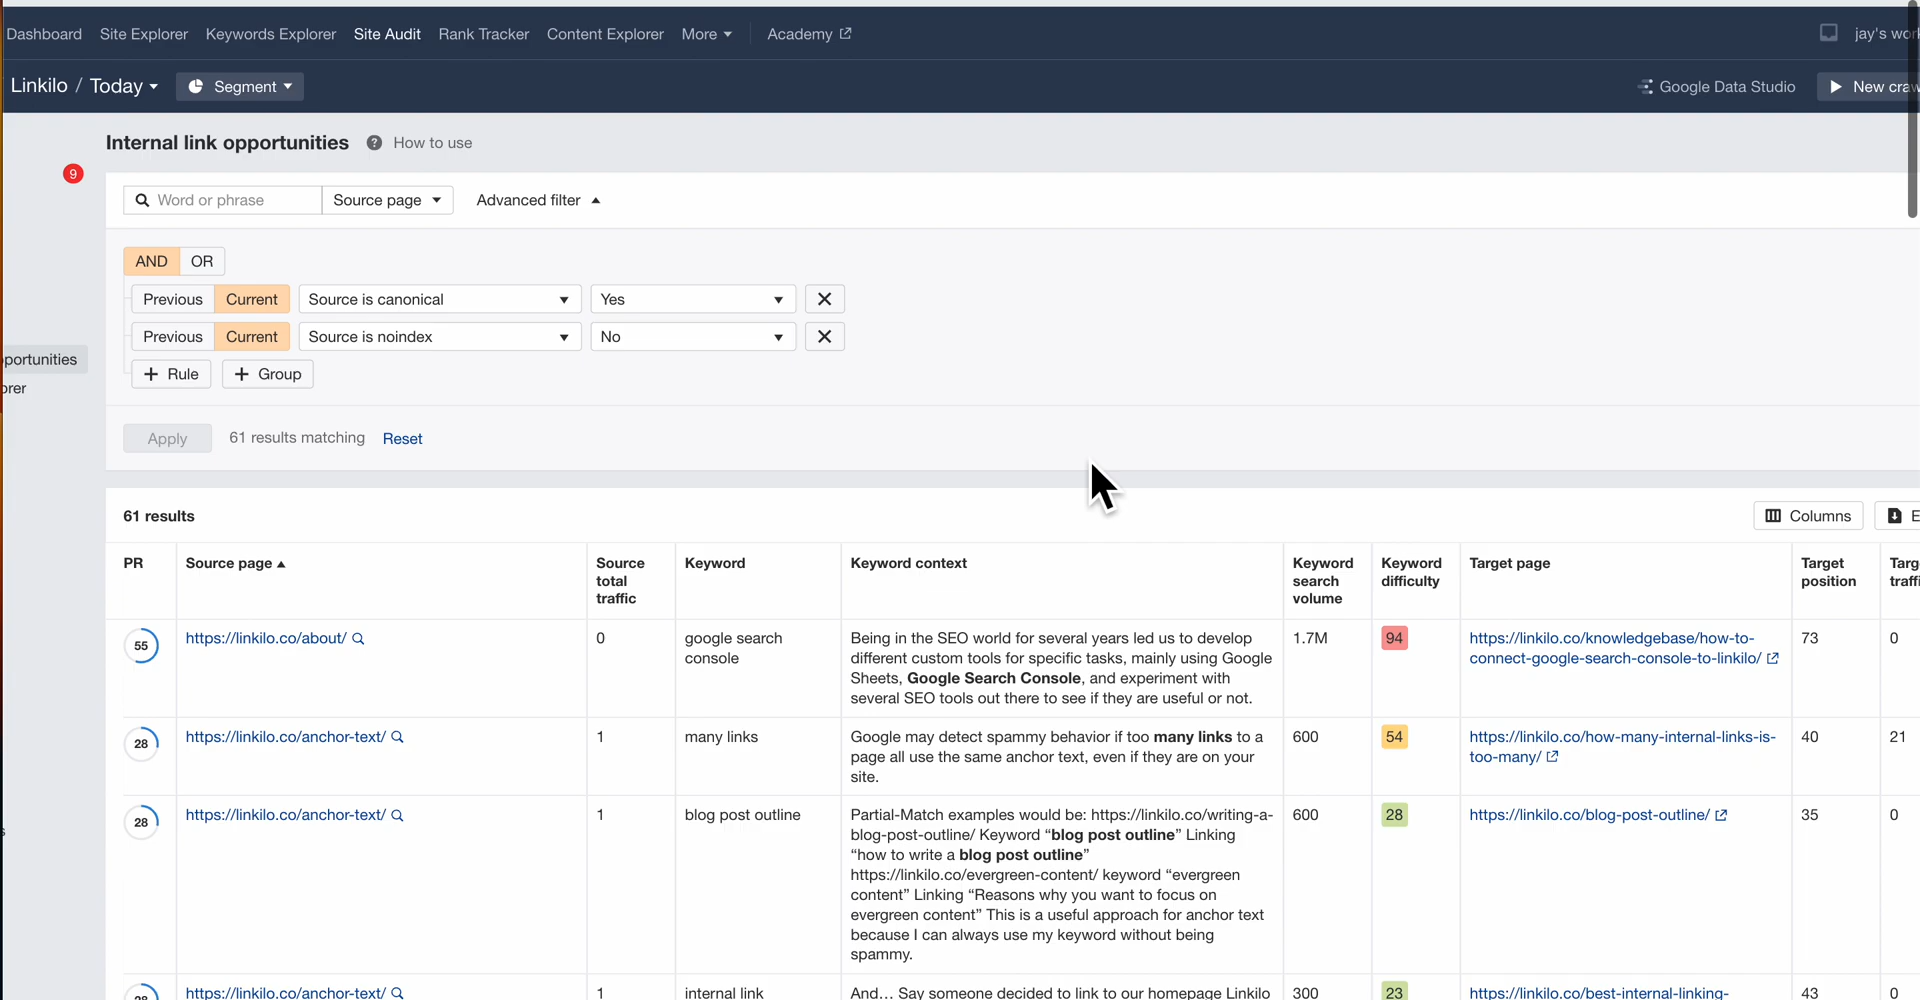 Dashboard Site Explorer Keywords Explorer Site Audit Rank Tracker Content Explorer More Academy jay's wor
Linkilo / Today Segment Google Data Studio New craw
Internal link opportunities ? How to use
9
Word or phrase Source page Advanced filter
AND OR
Previous Current Source is canonical Yes
Previous Current Source is noindex No
portunities
+ Rule + Group
orer
Apply 61 results matching Reset
61 results Columns E
PR Source page Source total traffic Keyword Keyword context Keyword search volume Keyword difficulty Target page Target position Targ traffi
55 https://linkilo.co/about/ 0 google search console
Being in the SEO world for several years led us to develop
different custom tools for specific tasks, mainly using Google
Sheets, Google Search Console, and experiment with
several SEO tools out there to see if they are useful or not.
1.7M 94 https://linkilo.co/knowledgebase/how-to-
connect-google-search-console-to-linkilo/ 73 0
28 https://linkilo.co/anchor-text/ 1 many links
Google may detect spammy behavior if too many links to a
page all use the same anchor text, even if they are on your
site.
600 54 https://linkilo.co/how-many-internal-links-is-
too-many/ 40 21
28 https://linkilo.co/anchor-text/ 1 blog post outline
Partial-Match examples would be: https://linkilo.co/writing-a-
blog-post-outline/ Keyword “blog post outline” Linking
“how to write a blog post outline”
https://linkilo.co/evergreen-content/ keyword “evergreen
content” Linking “Reasons why you want to focus on
evergreen content” This is a useful approach for anchor text
because I can always use my keyword without being
spammy.
600 28 https://linkilo.co/blog-post-outline/ 35 0
s
28 https://linkilo.co/anchor-text/ 1 internal link And... Say someone decided to link to our homepage Linkilo 300 23 https://linkilo.co/best-internal-linking- 43 0